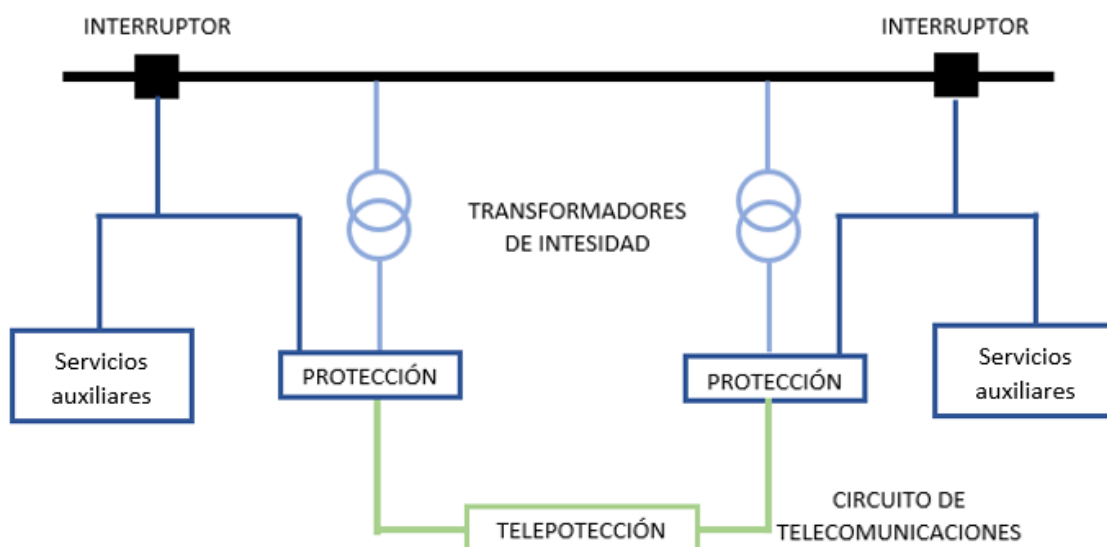 INTERRUPTOR
INTERRUPTOR
TRANSFORMADORES
DE INTESIDAD
Servicios
auxiliares
PROTECCIÓN
PROTECCIÓN
Servicios
auxiliares
TELEPOTECCIÓN
CIRCUITO DE
TELECOMUNICACIONES